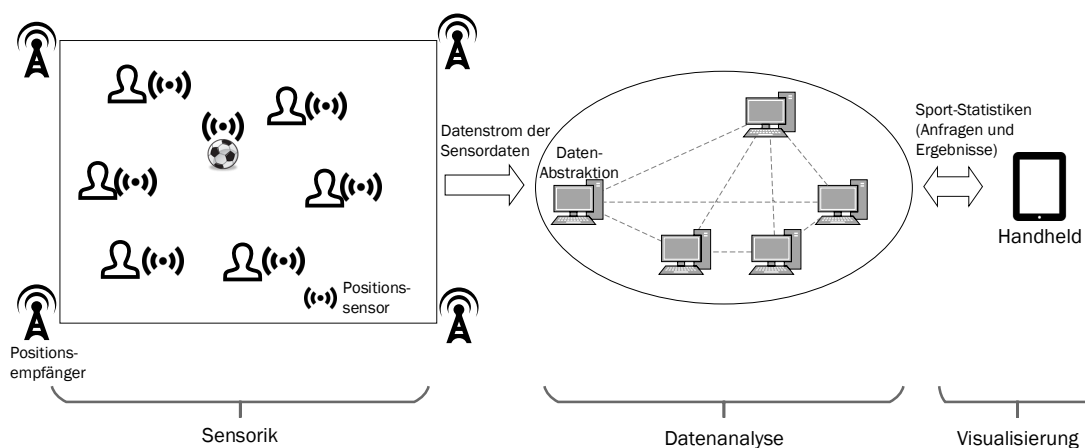 Datenstrom der
Sensordaten
Daten-
Abstraktion
Sport-Statistiken
(Anfragen und
Ergebnisse)
Handheld
Positions-
sensor
Positions-
empfänger
Sensorik
Datenanalyse
Visualisierung